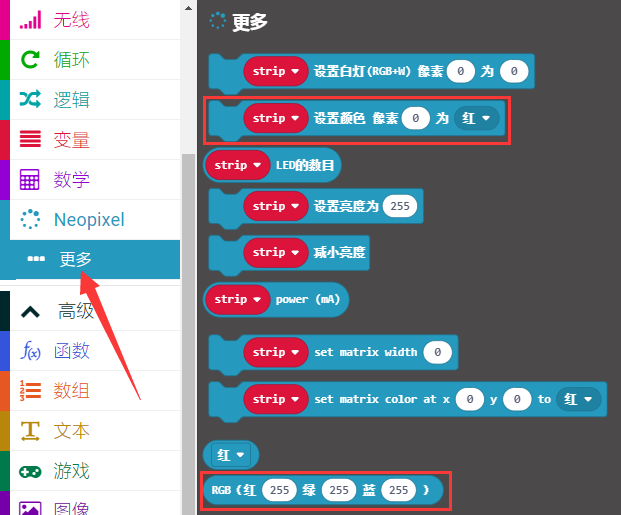 无线
循环
逻辑
变量
数学
Neopixel
更多
高级
函数
数组
文本
游戏
图像
更多
strip 设置白灯(RGB+W) 像素 0 为 0
strip 设置颜色 像素 0 为 红
strip LED的数目
strip 设置亮度为 255
strip 减小亮度
strip power (mA)
strip set matrix width 0
strip set matrix color at x 0 y 0 to 红
红
RGB(红 255 绿 255 蓝 255 )